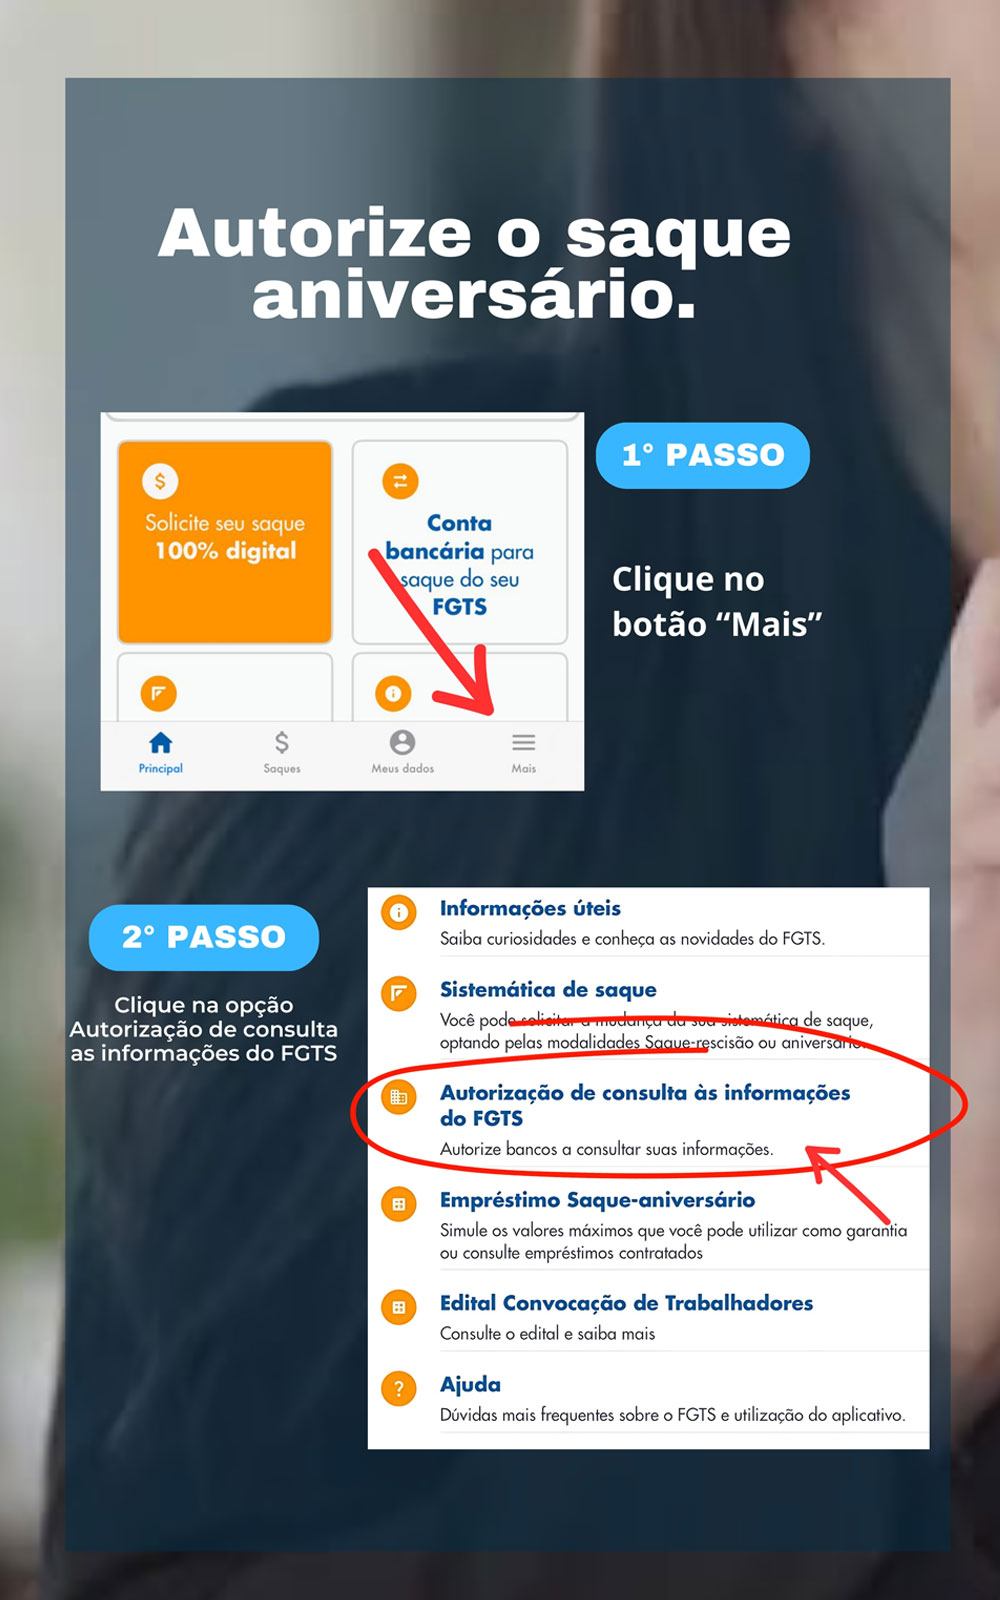 Autorize o saque
aniversário.
1° PASSO
Clique no
botão “Mais”
Solicite seu saque
100% digital
Conta
bancária para
saque do seu
FGTS
Principal
Saques
Meus dados
Mais
2° PASSO
Clique na opção
Autorização de consulta
as informações do FGTS
Informações úteis
Saiba curiosidades e conheça as novidades do FGTS.
Sistemática de saque
Você pode solicitar a mudança da sua sistemática de saque,
optando pelas modalidades Saque-rescisão ou aniversário.
Autorização de consulta às informações
do FGTS
Autorize bancos a consultar suas informações.
Empréstimo Saque-aniversário
Simule os valores máximos que você pode utilizar como garantia
ou consulte empréstimos contratados
Edital Convocação de Trabalhadores
Consulte o edital e saiba mais
Ajuda
Dúvidas mais frequentes sobre o FGTS e utilização do aplicativo.